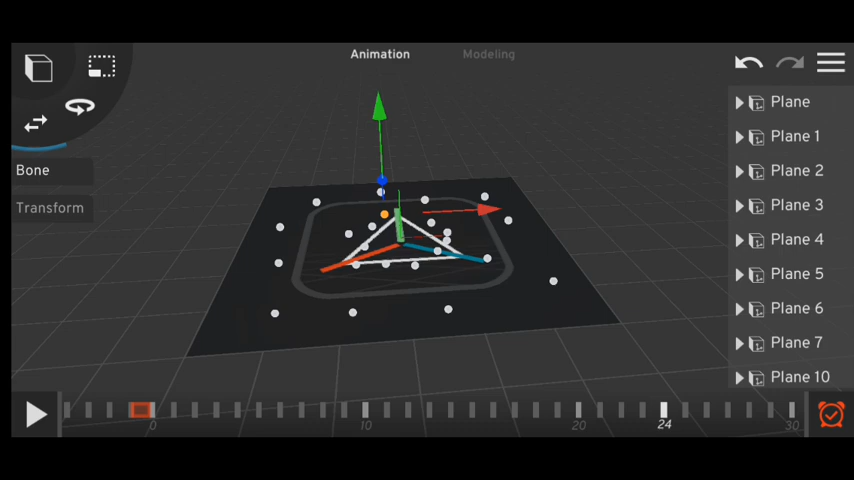 Animation
Modeling
Bone
Transform
Plane
Plane 1
Plane 2
Plane 3
Plane 4
Plane 5
Plane 6
Plane 7
Plane 10
0
10
20
24
30